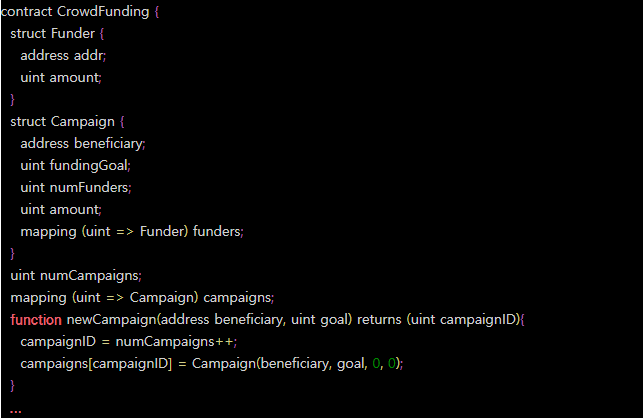 contract CrowdFunding {
struct Funder {
address addr;
uint amount;
}
struct Campaign {
address beneficiary;
uint fundingGoal;
uint numFunders;
uint amount;
mapping (uint => Funder) funders;
}
uint numCampaigns;
mapping (uint => Campaign) campaigns;
function newCampaign(address beneficiary, uint goal) returns (uint campaignID){
campaignID = numCampaigns++;
campaigns[campaignID] = Campaign(beneficiary, goal, 0, 0);
}
...